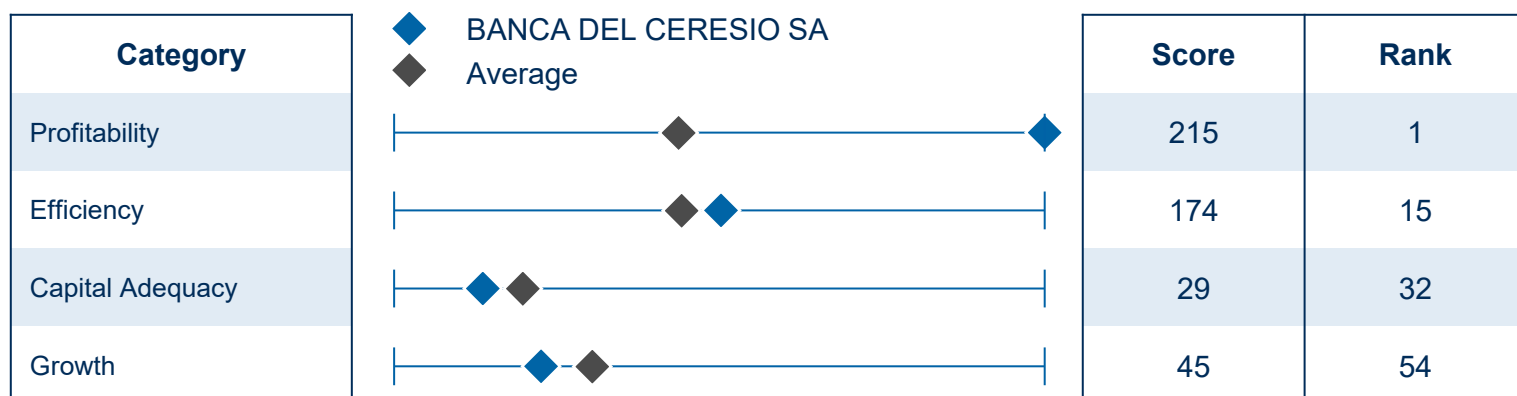 Category
BANCA DEL CERESIO SA
Average
Score Rank
Profitability 215 1
Efficiency 174 15
Capital Adequacy 29 32
Growth 45 54